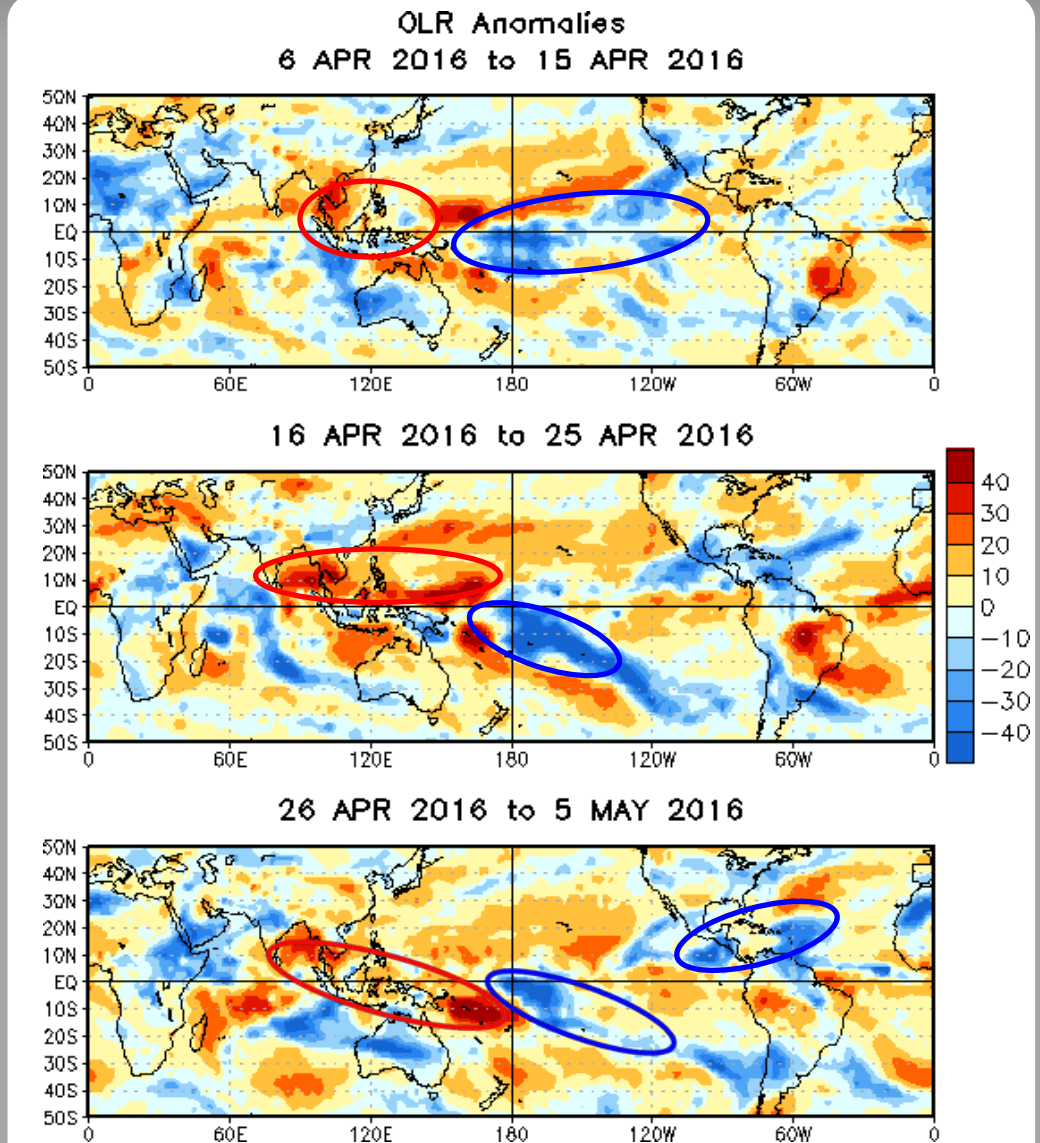 OLR Anomalies
6 APR 2016 to 15 APR 2016
50N
40N
30N
20N
10N
EQ
10S
20S
30S
40S
50S
0 60E 120E 180 120W 60W 0
16 APR 2016 to 25 APR 2016
50N
40N
30N
20N
10N
EQ
10S
20S
30S
40S
50S
0 60E 120E 180 120W 60W 0
40
30
20
10
0
−10
−20
−30
−40
26 APR 2016 to 5 MAY 2016
50N
40N
30N
20N
10N
EQ
10S
20S
30S
40S
50S
0 60E 120E 180 120W 60W 0